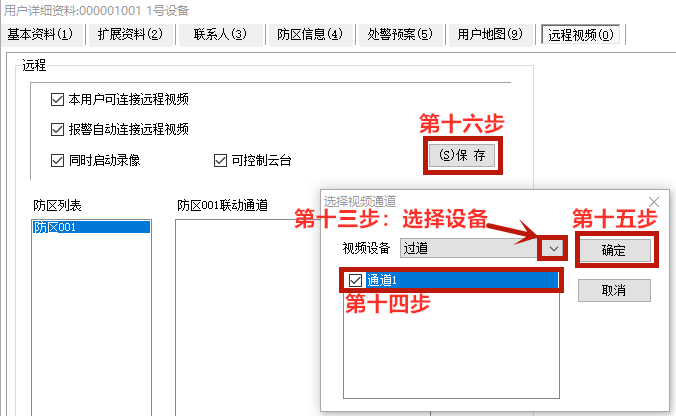 用户详细资料:000001001 1号设备
基本资料(1) 扩展资料(2) 联系人(3) 防区信息(4) 处警预案(5) 用户地图(9) 远程视频(0)
远程
本用户可连接远程视频
报警自动连接远程视频
同时启动录像 可控制云台
第十六步
(S)保 存
防区列表 防区001联动通道
防区001
选择视频通道
第十三步：选择设备 第十五步
视频设备 过道 确定
通道1
取消
第十四步